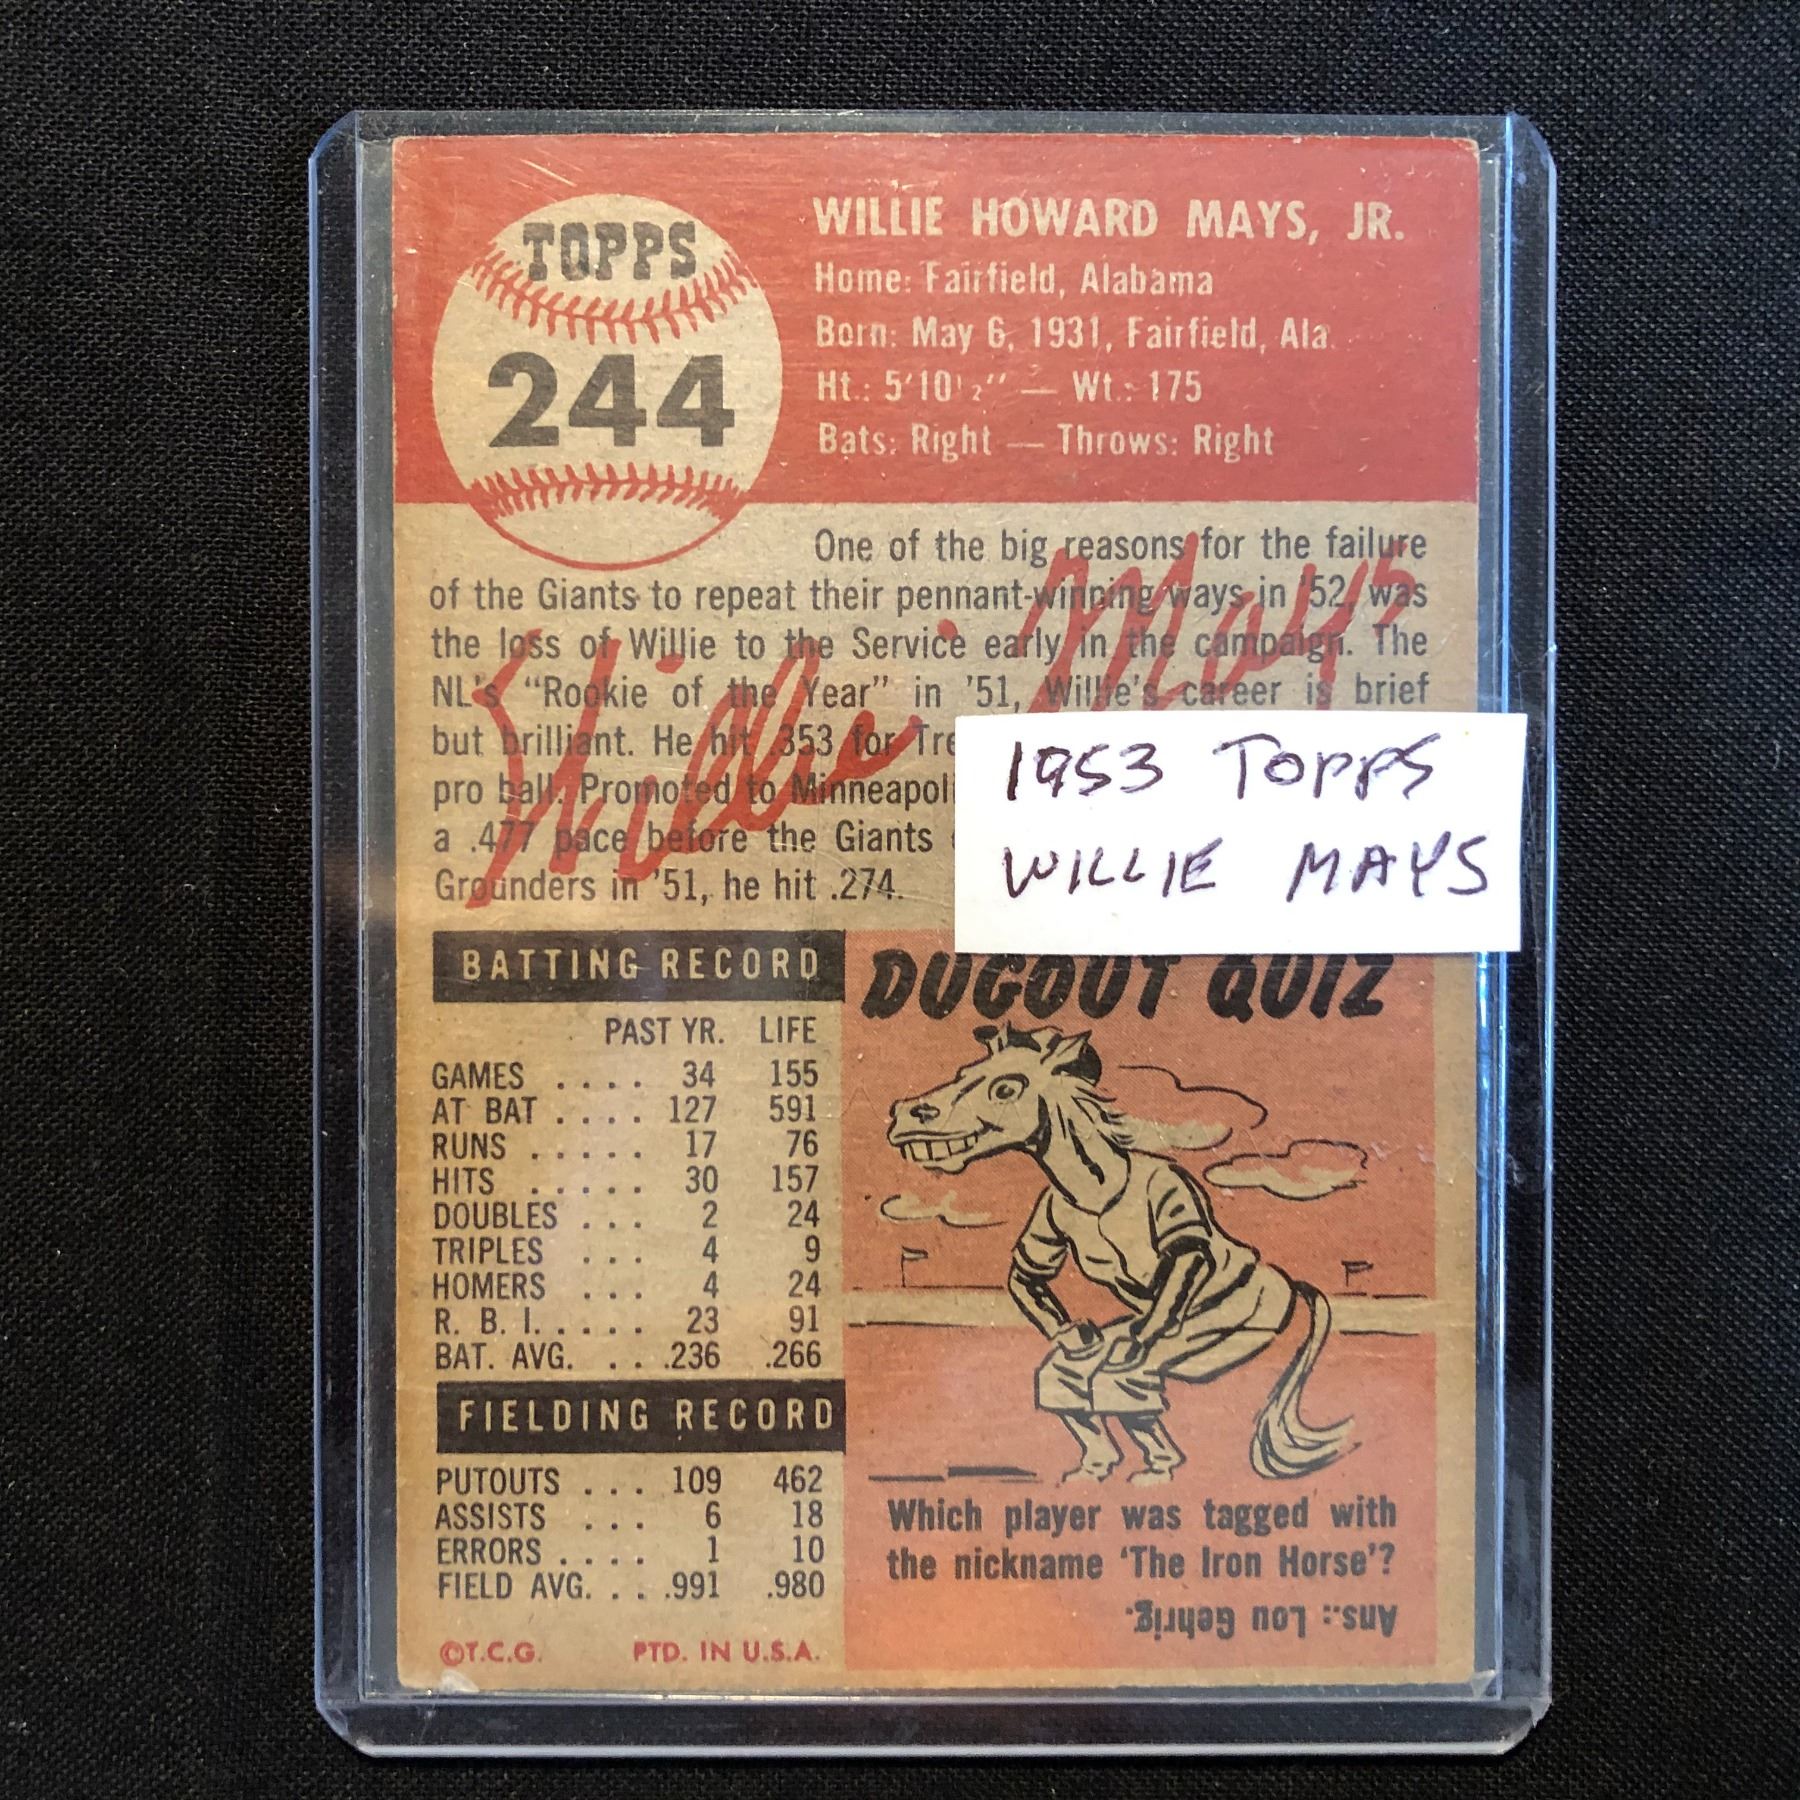 TOPPS
244
WILLIE HOWARD MAYS, JR.
Home: Fairfield, Alabama
Born: May 6, 1931, Fairfield, Ala.
Ht.: 5'10½" — Wt.: 175
Bats: Right — Throws: Right
One of the big reasons for the failure
of the Giants to repeat their pennant-winning ways in '52, was
the loss of Willie to the Service early in the campaign. The
NL's "Rookie of the Year" in '51, Willie's career is brief
but brilliant. He hit .353 for Tre
pro ball. Promoted to Minneapoli
a .477 pace before the Giants
Grounders in '51, he hit .274.
Willie Mays
1953 TOPPS
WILLIE MAYS
BATTING RECORD
PAST YR. LIFE
GAMES .... 34 155
AT BAT .... 127 591
RUNS ..... 17 76
HITS ..... 30 157
DOUBLES ... 2 24
TRIPLES ... 4 9
HOMERS ... 4 24
R. B. I. .... 23 91
BAT. AVG. ... .236 .266
FIELDING RECORD
PUTOUTS ... 109 462
ASSISTS ... 6 18
ERRORS .... 1 10
FIELD AVG. ... .991 .980
©T.C.G. PTD. IN U.S.A.
DUGOUT QUIZ
Which player was tagged with
the nickname 'The Iron Horse'?
Ans.: Lou Gehrig.